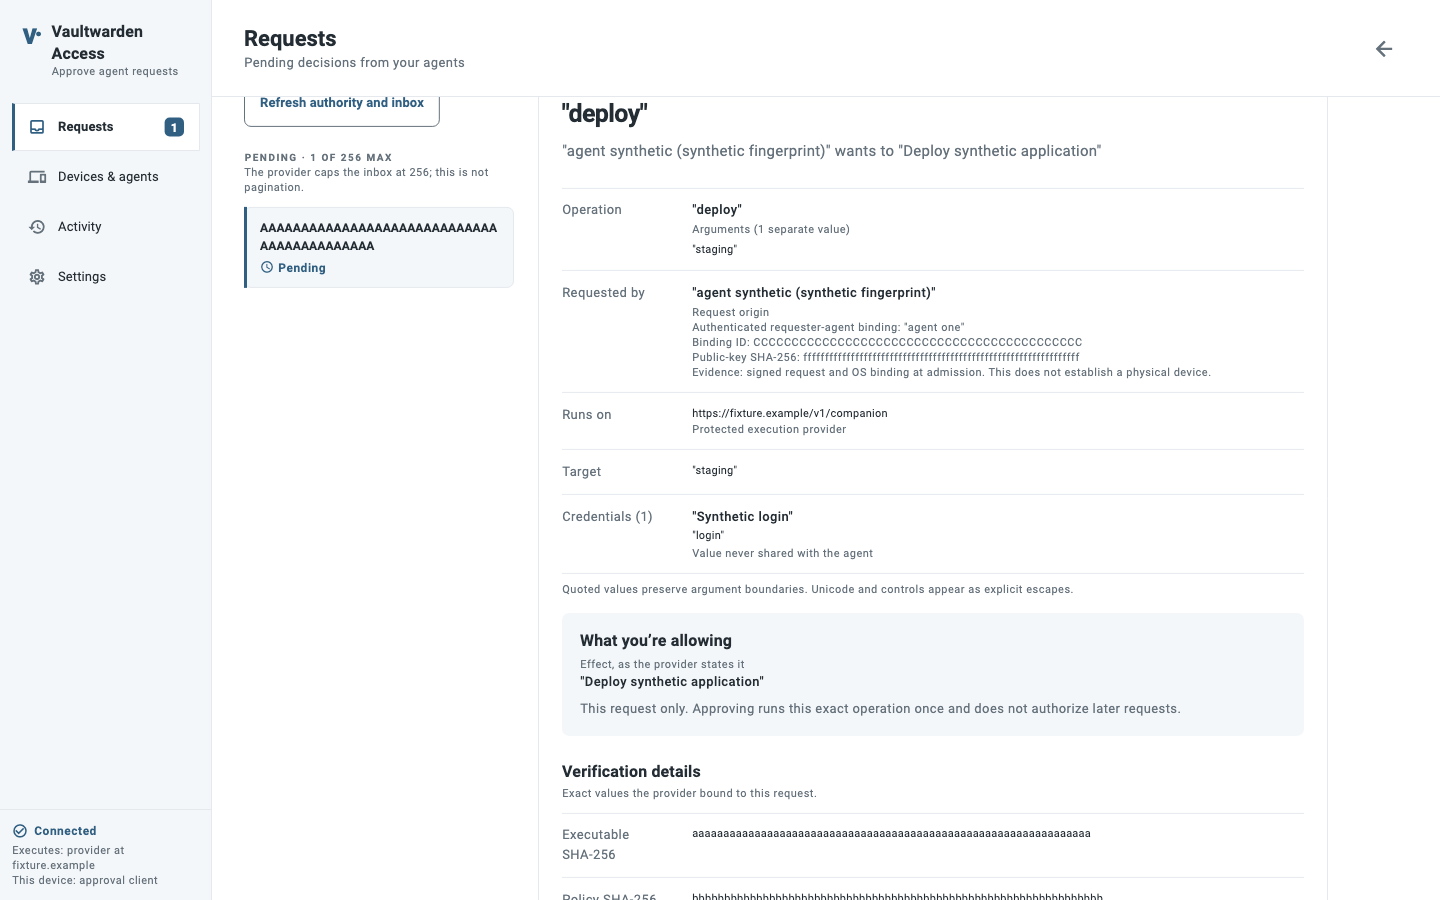 Vaultwarden
Access
Approve agent requests
Requests
1
Devices & agents
Activity
Settings
Connected
Executes: provider at
fixture.example
This device: approval client
Requests
Pending decisions from your agents
Refresh authority and inbox
PENDING · 1 OF 256 MAX
The provider caps the inbox at 256; this is not
pagination.
AAAAAAAAAAAAAAAAAAAAAAAAAAAAA
AAAAAAAAAAAAAA
Pending
"deploy"
"agent synthetic (synthetic fingerprint)" wants to "Deploy synthetic application"
Operation
"deploy"
Arguments (1 separate value)
"staging"
Requested by
"agent synthetic (synthetic fingerprint)"
Request origin
Authenticated requester-agent binding: "agent one"
Binding ID: CCCCCCCCCCCCCCCCCCCCCCCCCCCCCCCCCCCCCCCCCCC
Public-key SHA-256: ffffffffffffffffffffffffffffffffffffffffffffffffffffffffffffffff
Evidence: signed request and OS binding at admission. This does not establish a physical device.
Runs on
https://fixture.example/v1/companion
Protected execution provider
Target
"staging"
Credentials (1)
"Synthetic login"
"login"
Value never shared with the agent
Quoted values preserve argument boundaries. Unicode and controls appear as explicit escapes.
What you're allowing
Effect, as the provider states it
"Deploy synthetic application"
This request only. Approving runs this exact operation once and does not authorize later requests.
Verification details
Exact values the provider bound to this request.
Executable
SHA-256
aaaaaaaaaaaaaaaaaaaaaaaaaaaaaaaaaaaaaaaaaaaaaaaaaaaaaaaaaaaaaaaa
Policy SHA-256
bbbbbbbbbbbbbbbbbbbbbbbbbbbbbbbbbbbbbbbbbbbbbbbbbbbbbbbbbbbbbbbb